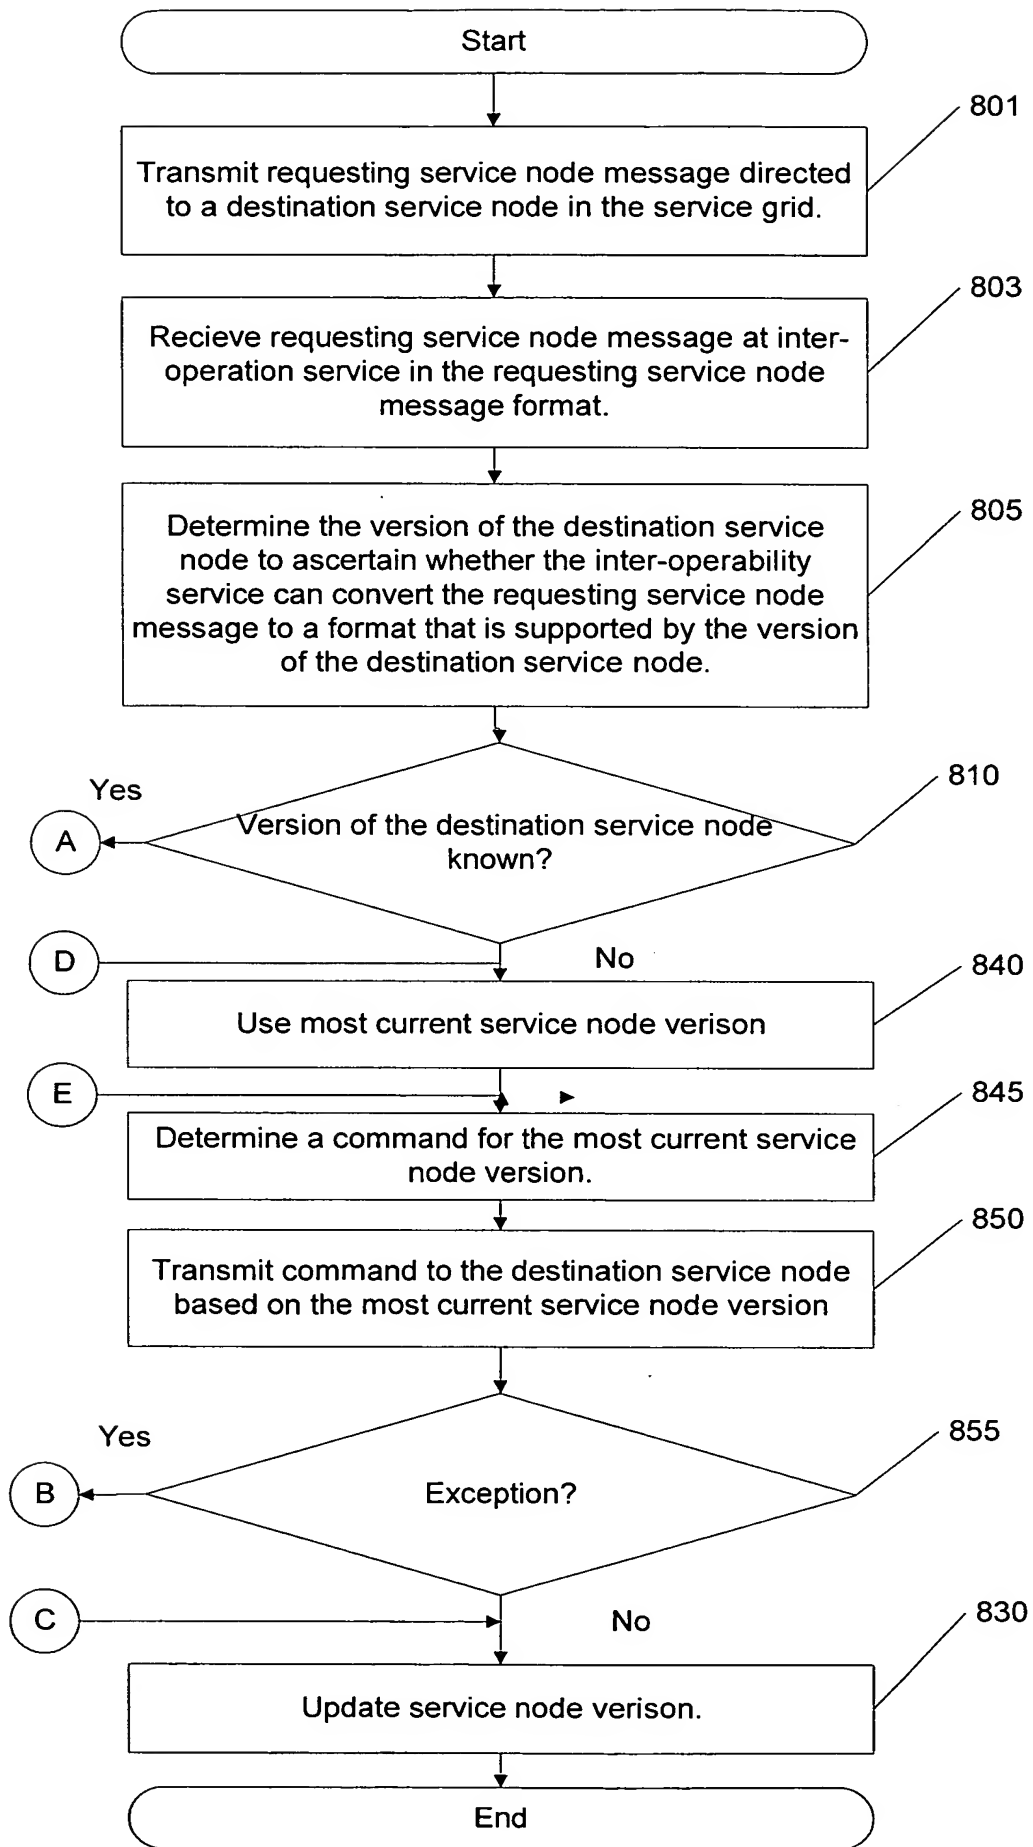 Start
801
Transmit requesting service node message directed
to a destination service node in the service grid.
803
Recieve requesting service node message at inter-
operation service in the requesting service node
message format.
805
Determine the version of the destination service
node to ascertain whether the inter-operability
service can convert the requesting service node
message to a format that is supported by the version
of the destination service node.
810
Yes
A
Version of the destination service node
known?
D
No
840
Use most current service node verison
E
845
Determine a command for the most current service
node version.
850
Transmit command to the destination service node
based on the most current service node version
855
Yes
B
Exception?
C
No
830
Update service node verison.
End